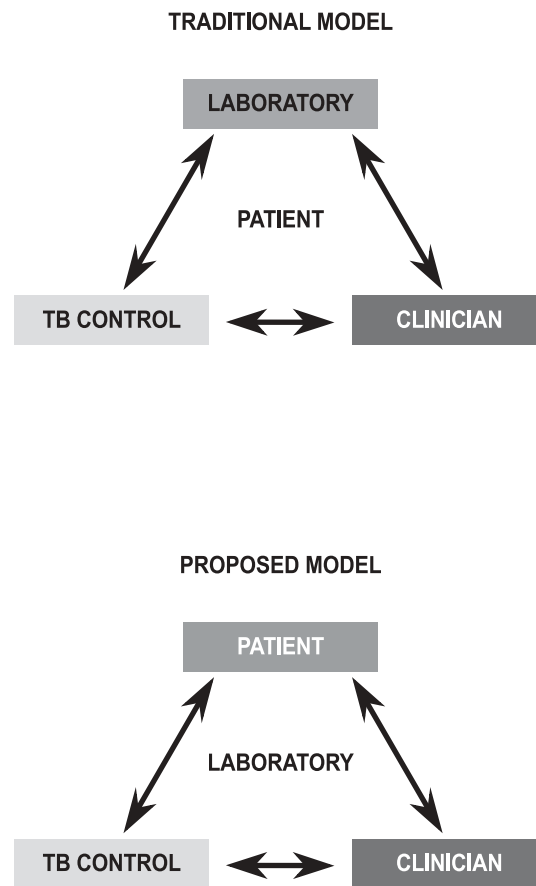 TRADITIONAL MODEL
LABORATORY
PATIENT
TB CONTROL
CLINICIAN
PROPOSED MODEL
PATIENT
LABORATORY
TB CONTROL
CLINICIAN